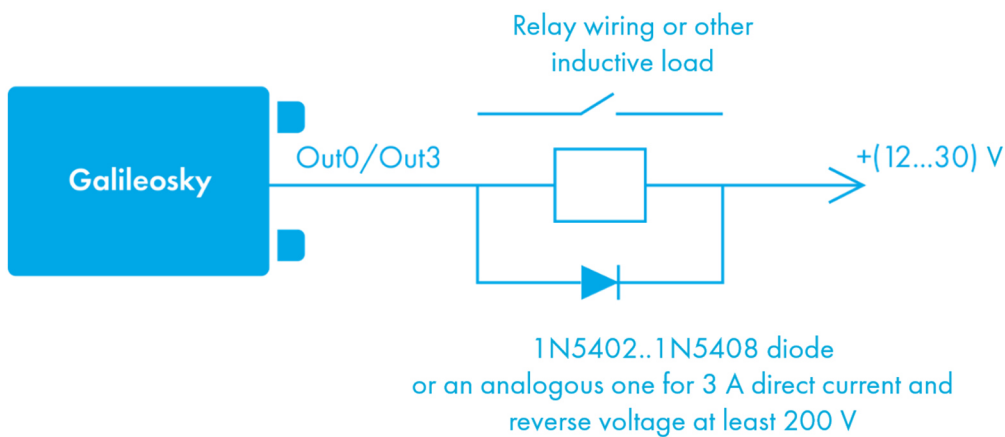 Relay wiring or other
inductive load
Out0/Out3
+(12...30) V
Galileosky
1N5402..1N5408 diode
or an analogous one for 3 A direct current and
reverse voltage at least 200 V